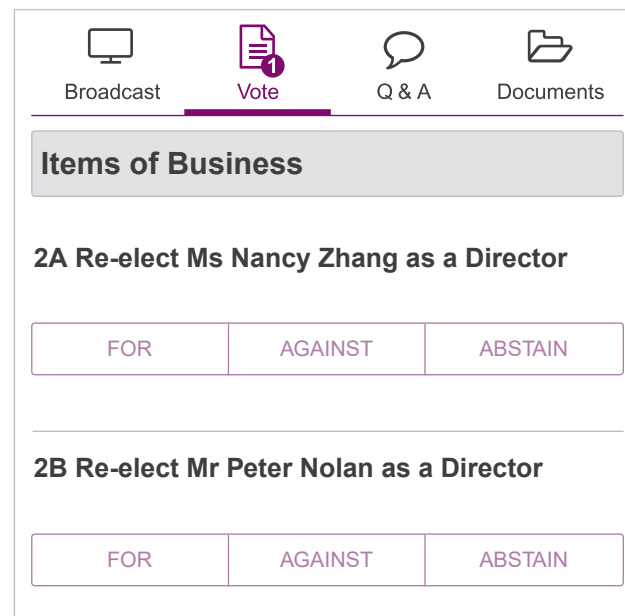 1
Broadcast Vote Q & A Documents
Items of Business
2A Re-elect Ms Nancy Zhang as a Director
FOR AGAINST ABSTAIN
2B Re-elect Mr Peter Nolan as a Director
FOR AGAINST ABSTAIN